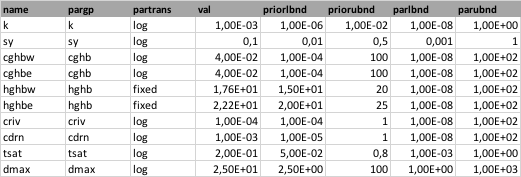 name pargp partrans val priorlbnd priorubnd parlbnd parubnd
k k log 1,00E-03 1,00E-06 1,00E-02 1,00E-08 1,00E+00
sy sy log 0,1 0,01 0,5 0,001 1
cghbw cghb log 4,00E-02 1,00E-04 100 1,00E-08 1,00E+02
cghbe cghb log 4,00E-02 1,00E-04 100 1,00E-08 1,00E+02
hghbw hghb fixed 1,76E+01 1,50E+01 20 1,00E-08 1,00E+02
hghbe hghb fixed 2,22E+01 2,00E+01 25 1,00E-08 1,00E+02
criv criv log 1,00E-04 1,00E-04 1 1,00E-08 1,00E+02
cdrn cdrn log 1,00E-03 1,00E-05 1 1,00E-08 1,00E+02
tsat tsat log 2,00E-01 5,00E-02 0,8 1,00E-03 1,00E+00
dmax dmax log 2,50E+01 2,50E+00 100 1,00E+00 1,00E+03